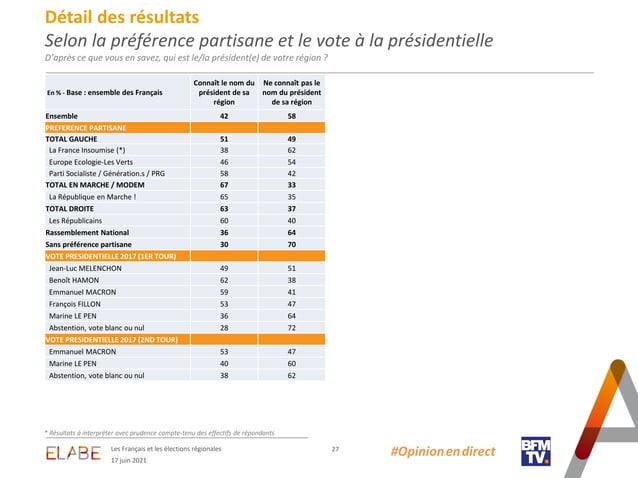 Détail des résultats
Selon la préférence partisane et le vote à la présidentielle
D'après ce que vous en savez, qui est le/la président(e) de votre région ?
En % - Base : ensemble des Français
Connaît le nom du président de sa région
Ne connaît pas le nom du président de sa région
Ensemble 42 58
PREFERENCE PARTISANE
TOTAL GAUCHE 51 49
La France Insoumise (*) 38 62
Europe Ecologie-Les Verts 46 54
Parti Socialiste / Génération.s / PRG 58 42
TOTAL EN MARCHE / MODEM 67 33
La République en Marche ! 65 35
TOTAL DROITE 63 37
Les Républicains 60 40
Rassemblement National 36 64
Sans préférence partisane 30 70
VOTE PRESIDENTIELLE 2017 (1ER TOUR)
Jean-Luc MELENCHON 49 51
Benoît HAMON 62 38
Emmanuel MACRON 59 41
François FILLON 53 47
Marine LE PEN 36 64
Abstention, vote blanc ou nul 28 72
VOTE PRESIDENTIELLE 2017 (2ND TOUR)
Emmanuel MACRON 53 47
Marine LE PEN 40 60
Abstention, vote blanc ou nul 38 62
* Résultats à interpréter avec prudence compte-tenu des effectifs de répondants
ELABE
Les Français et les élections régionales
17 juin 2021
27
#Opinionendirect
BFM
TV.